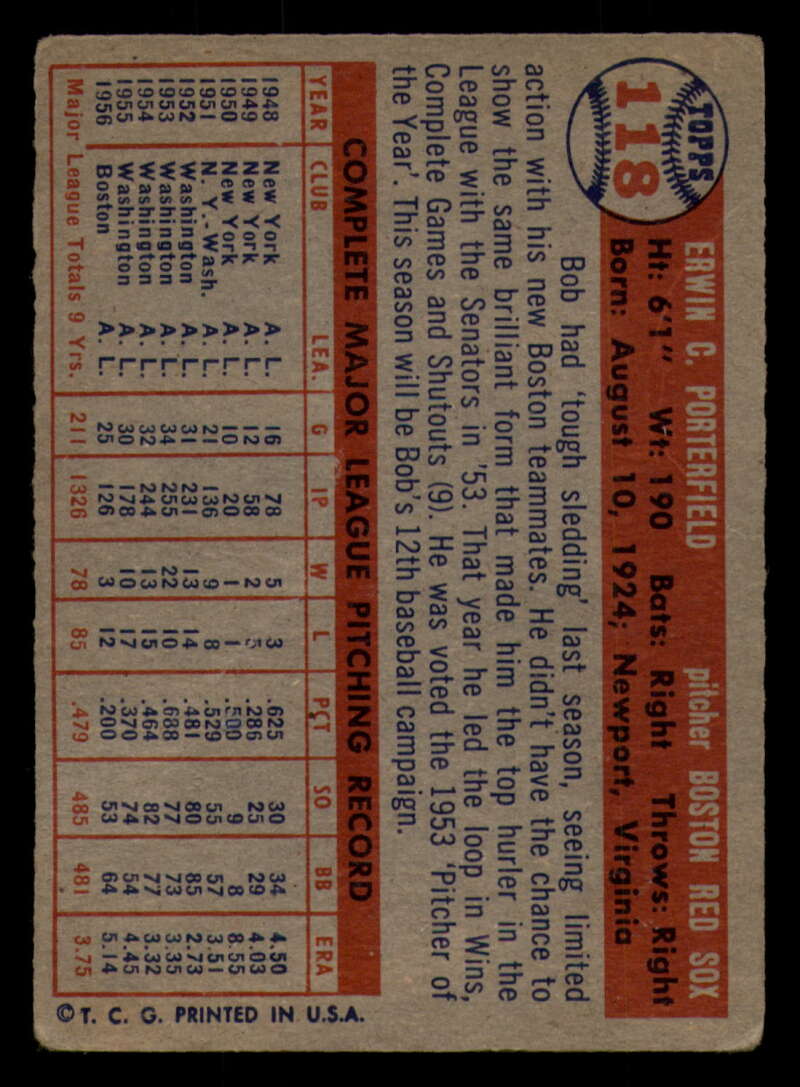 TOPPS
118
ERWIN C. PORTERFIELD pitcher BOSTON RED SOX
Ht: 6'1" Wt: 190 Bats: Right Throws: Right
Born: August 10, 1924; Newport, Virginia
Bob had 'tough sledding' last season, seeing limited
action with his new Boston teammates. He didn't have the chance to
show the same brilliant form that made him the top hurler in the
League with the Senators in '53. That year he led the loop in Wins,
Complete Games and Shutouts (9). He was voted the 1953 'Pitcher of
the Year'. This season will be Bob's 12th baseball campaign.
COMPLETE MAJOR LEAGUE PITCHING RECORD
YEAR CLUB LEA. G IP W L PCT SO BB ERA
1948 New York A. L. 16 78 5 3 .625 30 34 4.50
1949 New York A. L. 12 58 2 5 .286 25 29 4.03
1950 New York A. L. 10 20 1 1 .500 9 8 8.55
1951 N. Y.-Wash. A. L. 21 136 9 8 .529 55 57 3.51
1952 Washington A. L. 31 231 13 14 .481 80 85 2.73
1953 Washington A. L. 34 255 22 10 .688 77 73 3.35
1954 Washington A. L. 32 244 13 15 .464 82 77 3.32
1955 Washington A. L. 30 178 10 17 .370 74 54 4.45
1956 Boston A. L. 25 126 3 12 .200 53 64 5.14
Major League Totals 9 Yrs. 211 1326 78 85 .479 485 481 3.75
© T. C. G. PRINTED IN U.S.A.